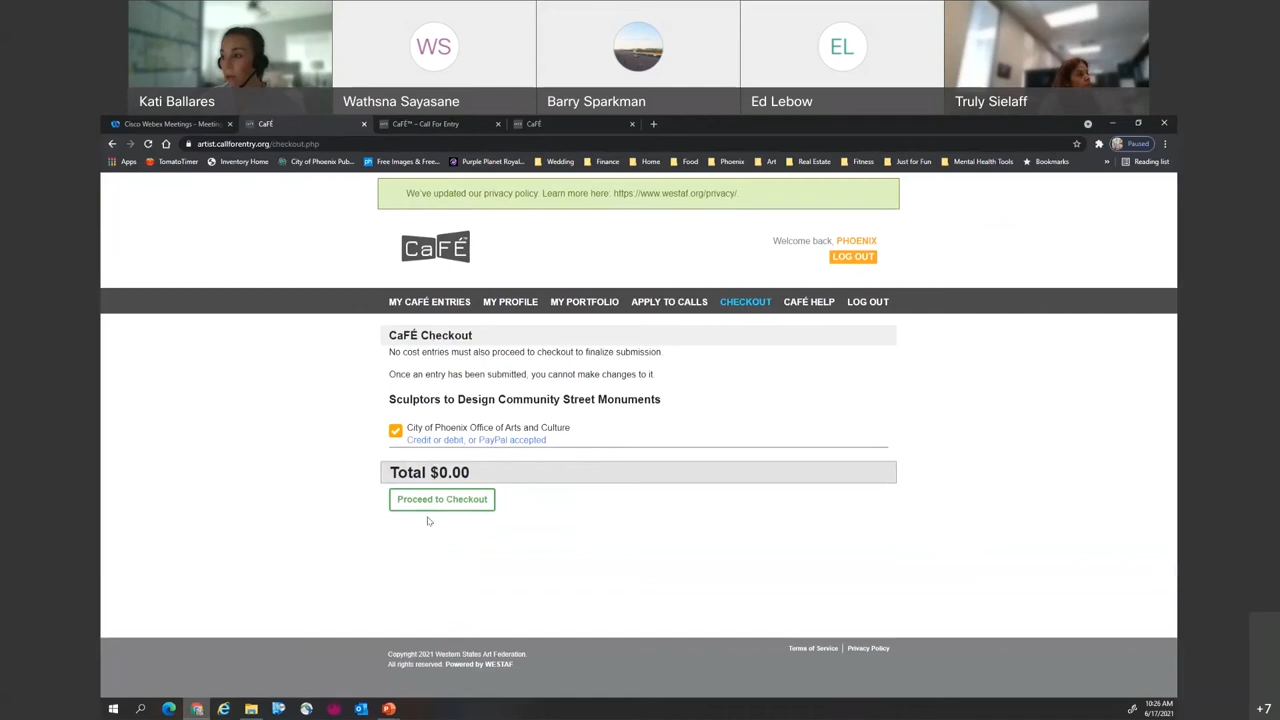 WS
EL
Kati Ballares
Wathsna Sayasane
Barry Sparkman
Ed Lebow
Truly Sielaff
Cisco Webex Meetings - Meetin
CaFÉ
CaFÉ™ – Call For Entry
CaFÉ
artist.callforentry.org/checkout.php
Paused
Apps
TomatoTimer
Inventory Home
City of Phoenix Pub...
Free Images & Free...
Purple Planet Royal...
Wedding
Finance
Home
Food
Phoenix
Art
Real Estate
Fitness
Just for Fun
Mental Health Tools
Bookmarks
»
Reading list
We've updated our privacy policy. Learn more here: https://www.westaf.org/privacy/.
CaFÉ™
Welcome back, PHOENIX
LOG OUT
MY CAFÉ ENTRIES
MY PROFILE
MY PORTFOLIO
APPLY TO CALLS
CHECKOUT
CAFÉ HELP
LOG OUT
CaFÉ Checkout
No cost entries must also proceed to checkout to finalize submission.
Once an entry has been submitted, you cannot make changes to it.
Sculptors to Design Community Street Monuments
City of Phoenix Office of Arts and Culture
Credit or debit, or PayPal accepted
Total $0.00
Proceed to Checkout
Copyright 2021 Western States Art Federation.
All rights reserved. Powered by WESTAF
Terms of Service | Privacy Policy
10:26 AM
6/17/2021
+7